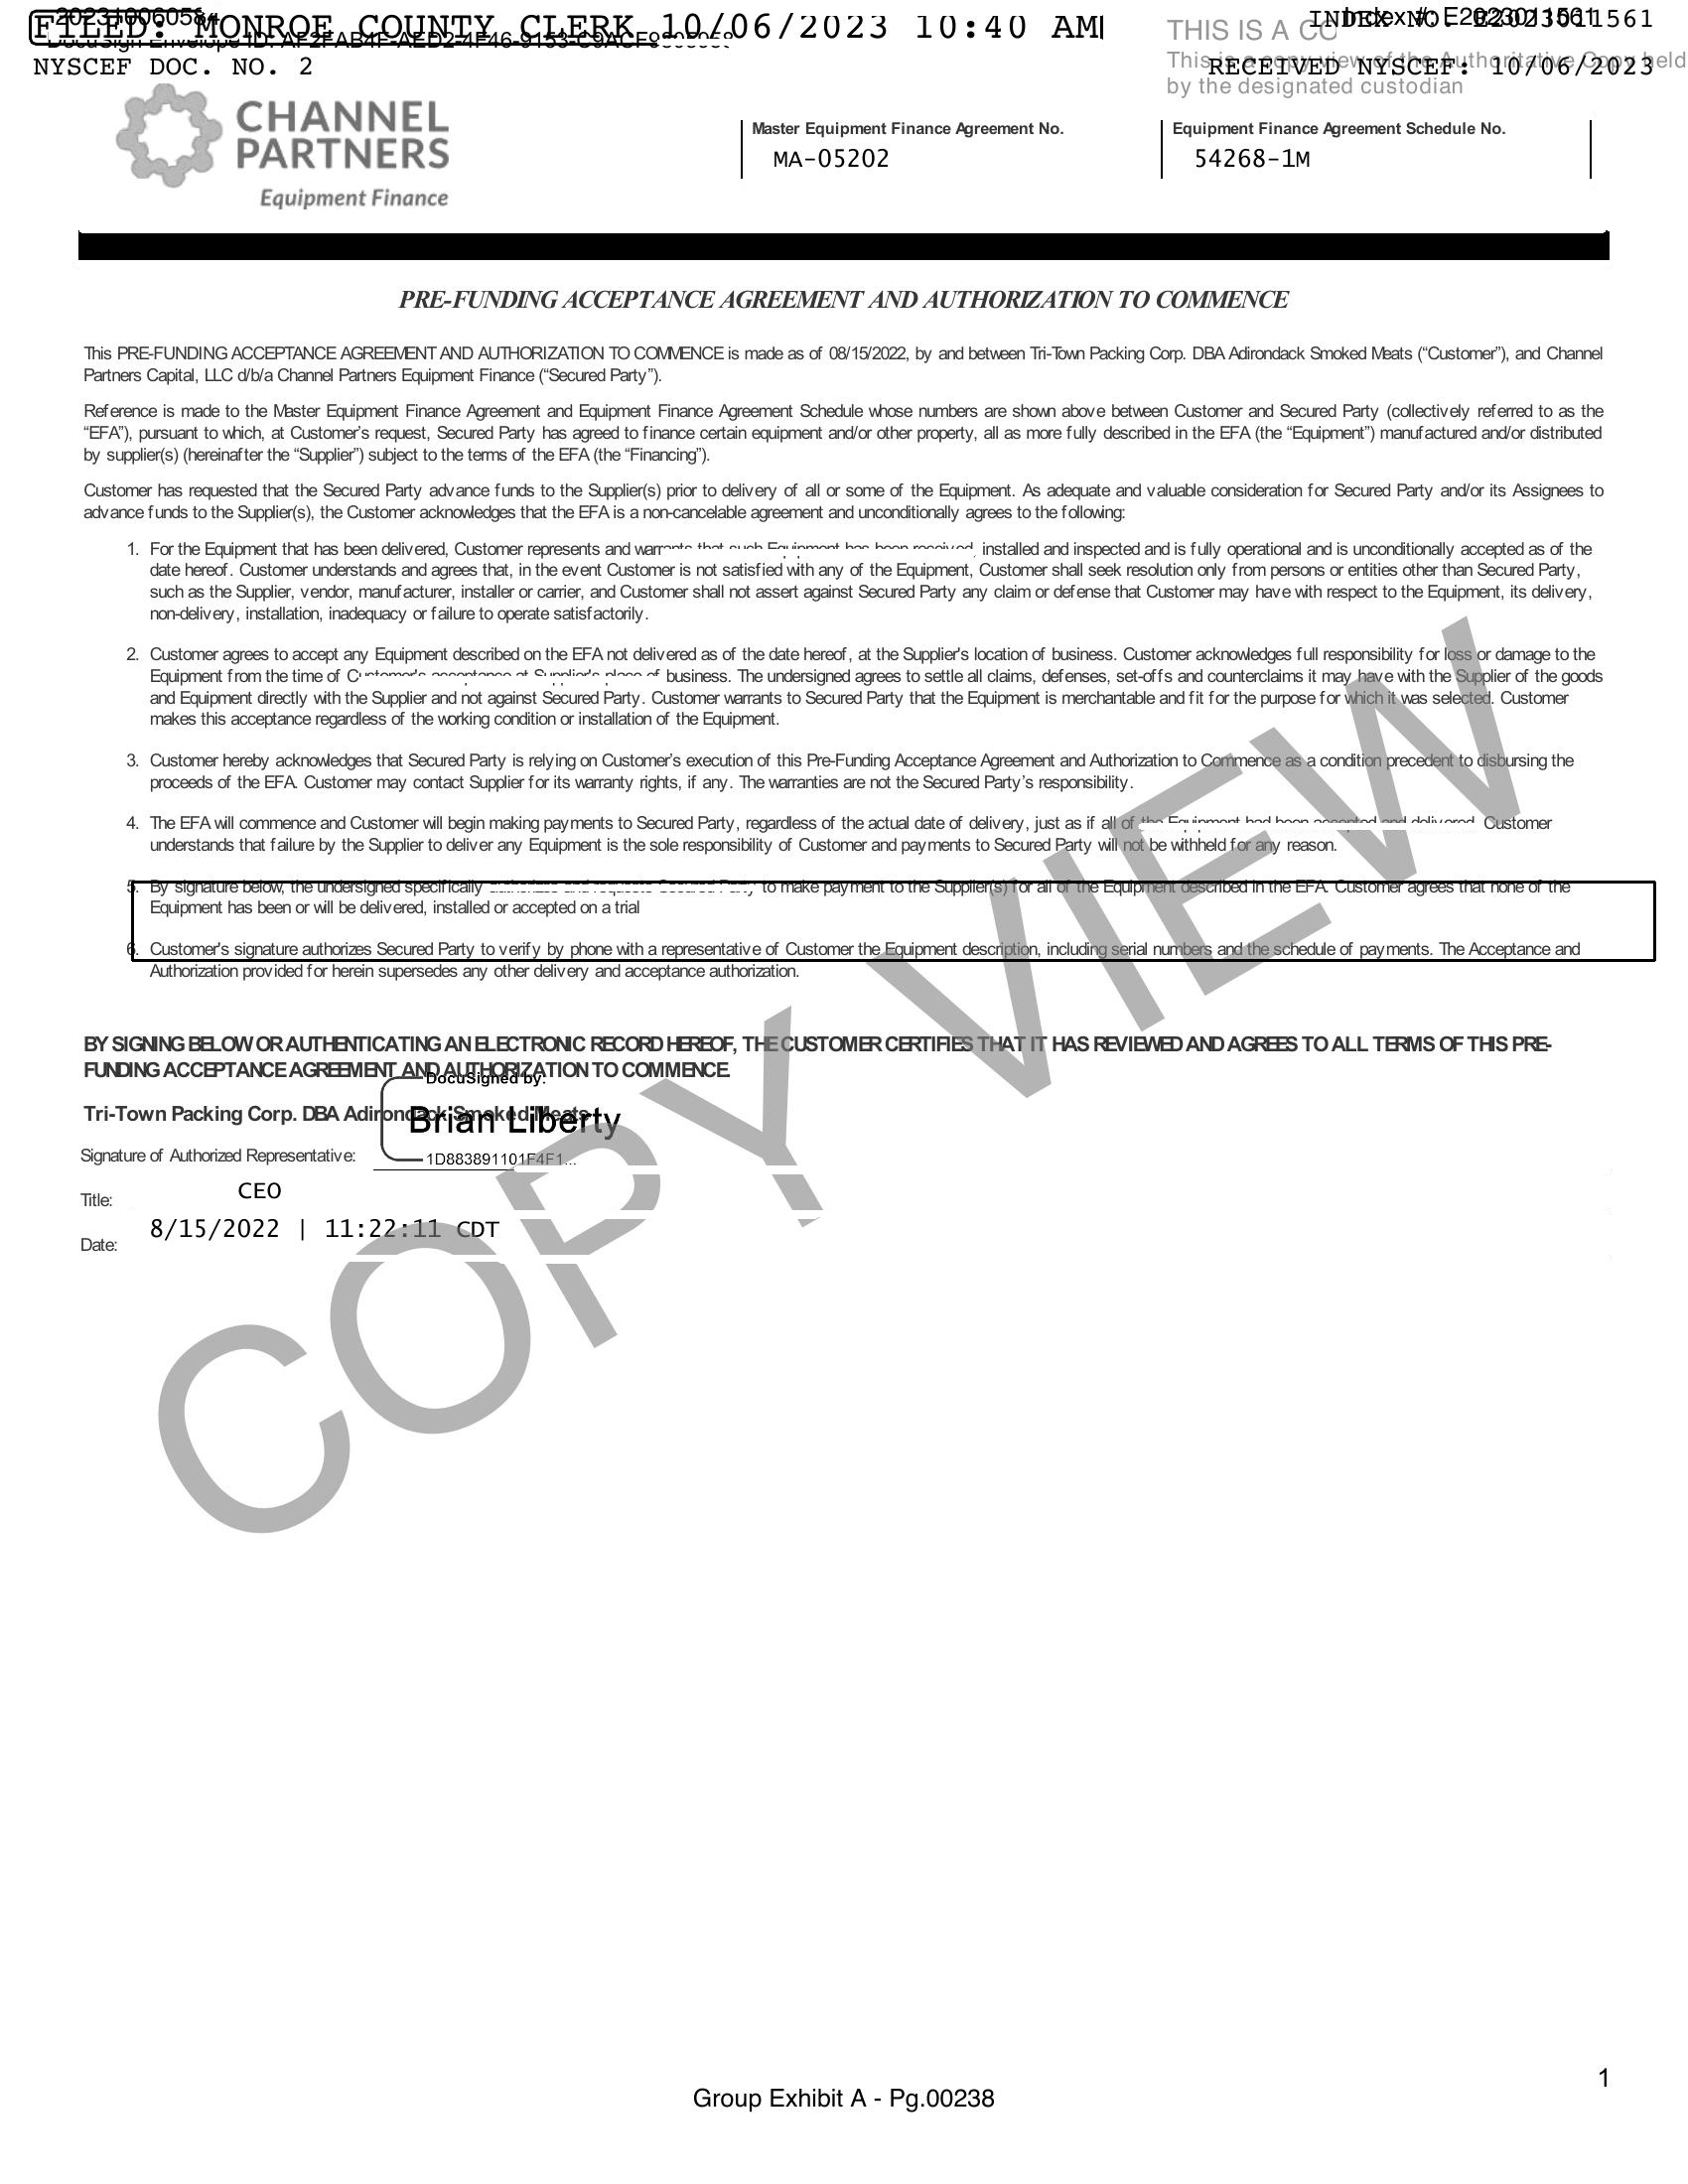 202310060584
FILED: MONROE COUNTY CLERK 10/06/2023 10:40 AM
INDEX NO. E2023011561
Index #: E2023011561
NYSCEF DOC. NO. 2
RECEIVED NYSCEF: 10/06/2023
THIS IS A
This is a copy view of the Authoritative Copy held
by the designated custodian
CHANNEL
PARTNERS
Equipment Finance
Master Equipment Finance Agreement No.
MA-05202
Equipment Finance Agreement Schedule No.
54268-1M
PRE-FUNDING ACCEPTANCE AGREEMENT AND AUTHORIZATION TO COMMENCE
This PRE-FUNDING ACCEPTANCE AGREEMENT AND AUTHORIZATION TO COMMENCE is made as of 08/15/2022, by and between Tri-Town Packing Corp. DBA Adirondack Smoked Meats (“Customer”), and Channel
Partners Capital, LLC d/b/a Channel Partners Equipment Finance (“Secured Party”).
Reference is made to the Master Equipment Finance Agreement and Equipment Finance Agreement Schedule whose numbers are shown above between Customer and Secured Party (collectively referred to as the
“EFA”), pursuant to which, at Customer’s request, Secured Party has agreed to finance certain equipment and/or other property, all as more fully described in the EFA (the “Equipment”) manufactured and/or distributed
by supplier(s) (hereinafter the “Supplier”) subject to the terms of the EFA (the “Financing”).
Customer has requested that the Secured Party advance funds to the Supplier(s) prior to delivery of all or some of the Equipment. As adequate and valuable consideration for Secured Party and/or its Assignees to
advance funds to the Supplier(s), the Customer acknowledges that the EFA is a non-cancelable agreement and unconditionally agrees to the following:
1. For the Equipment that has been delivered, Customer represents and warrants that such Equipment has been received, installed and inspected and is fully operational and is unconditionally accepted as of the
date hereof. Customer understands and agrees that, in the event Customer is not satisfied with any of the Equipment, Customer shall seek resolution only from persons or entities other than Secured Party,
such as the Supplier, vendor, manufacturer, installer or carrier, and Customer shall not assert against Secured Party any claim or defense that Customer may have with respect to the Equipment, its delivery,
non-delivery, installation, inadequacy or failure to operate satisfactorily.
2. Customer agrees to accept any Equipment described on the EFA not delivered as of the date hereof, at the Supplier's location of business. Customer acknowledges full responsibility for loss or damage to the
Equipment from the time of Customer's acceptance at Supplier's place of business. The undersigned agrees to settle all claims, defenses, set-offs and counterclaims it may have with the Supplier of the goods
and Equipment directly with the Supplier and not against Secured Party. Customer warrants to Secured Party that the Equipment is merchantable and fit for the purpose for which it was selected. Customer
makes this acceptance regardless of the working condition or installation of the Equipment.
3. Customer hereby acknowledges that Secured Party is relying on Customer’s execution of this Pre-Funding Acceptance Agreement and Authorization to Commence as a condition precedent to disbursing the
proceeds of the EFA. Customer may contact Supplier for its warranty rights, if any. The warranties are not the Secured Party’s responsibility.
4. The EFA will commence and Customer will begin making payments to Secured Party, regardless of the actual date of delivery, just as if all of the Equipment had been accepted and delivered. Customer
understands that failure by the Supplier to deliver any Equipment is the sole responsibility of Customer and payments to Secured Party will not be withheld for any reason.
5. By signature below, the undersigned specifically authorizes and requests Secured Party to make payment to the Supplier(s) for all of the Equipment described in the EFA. Customer agrees that none of the
Equipment has been or will be delivered, installed or accepted on a trial
6. Customer's signature authorizes Secured Party to verify by phone with a representative of Customer the Equipment description, including serial numbers and the schedule of payments. The Acceptance and
Authorization provided for herein supersedes any other delivery and acceptance authorization.
BY SIGNING BELOW OR AUTHENTICATING AN ELECTRONIC RECORD HEREOF, THE CUSTOMER CERTIFIES THAT IT HAS REVIEWED AND AGREES TO ALL TERMS OF THIS PRE-
FUNDING ACCEPTANCE AGREEMENT AND AUTHORIZATION TO COMMENCE.
DocuSigned by:
Tri-Town Packing Corp. DBA Adirondack Smoked Meats
Brian Liberty
Signature of Authorized Representative:
1D883891101F4F1...
Title: CEO
Date: 8/15/2022 | 11:22:11 CDT
COPY VIEW
1
Group Exhibit A - Pg.00238